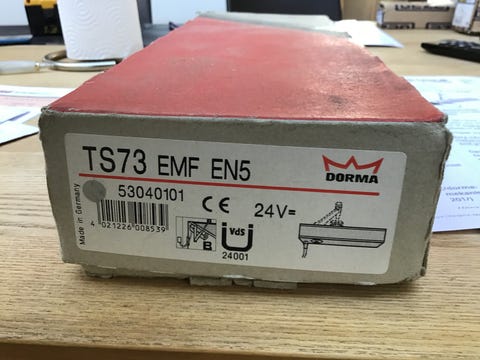 TS73 EMF EN5
DORMA
53040101
CE
24V=
Made in Germany
4 021226 008539
B
VdS
24001